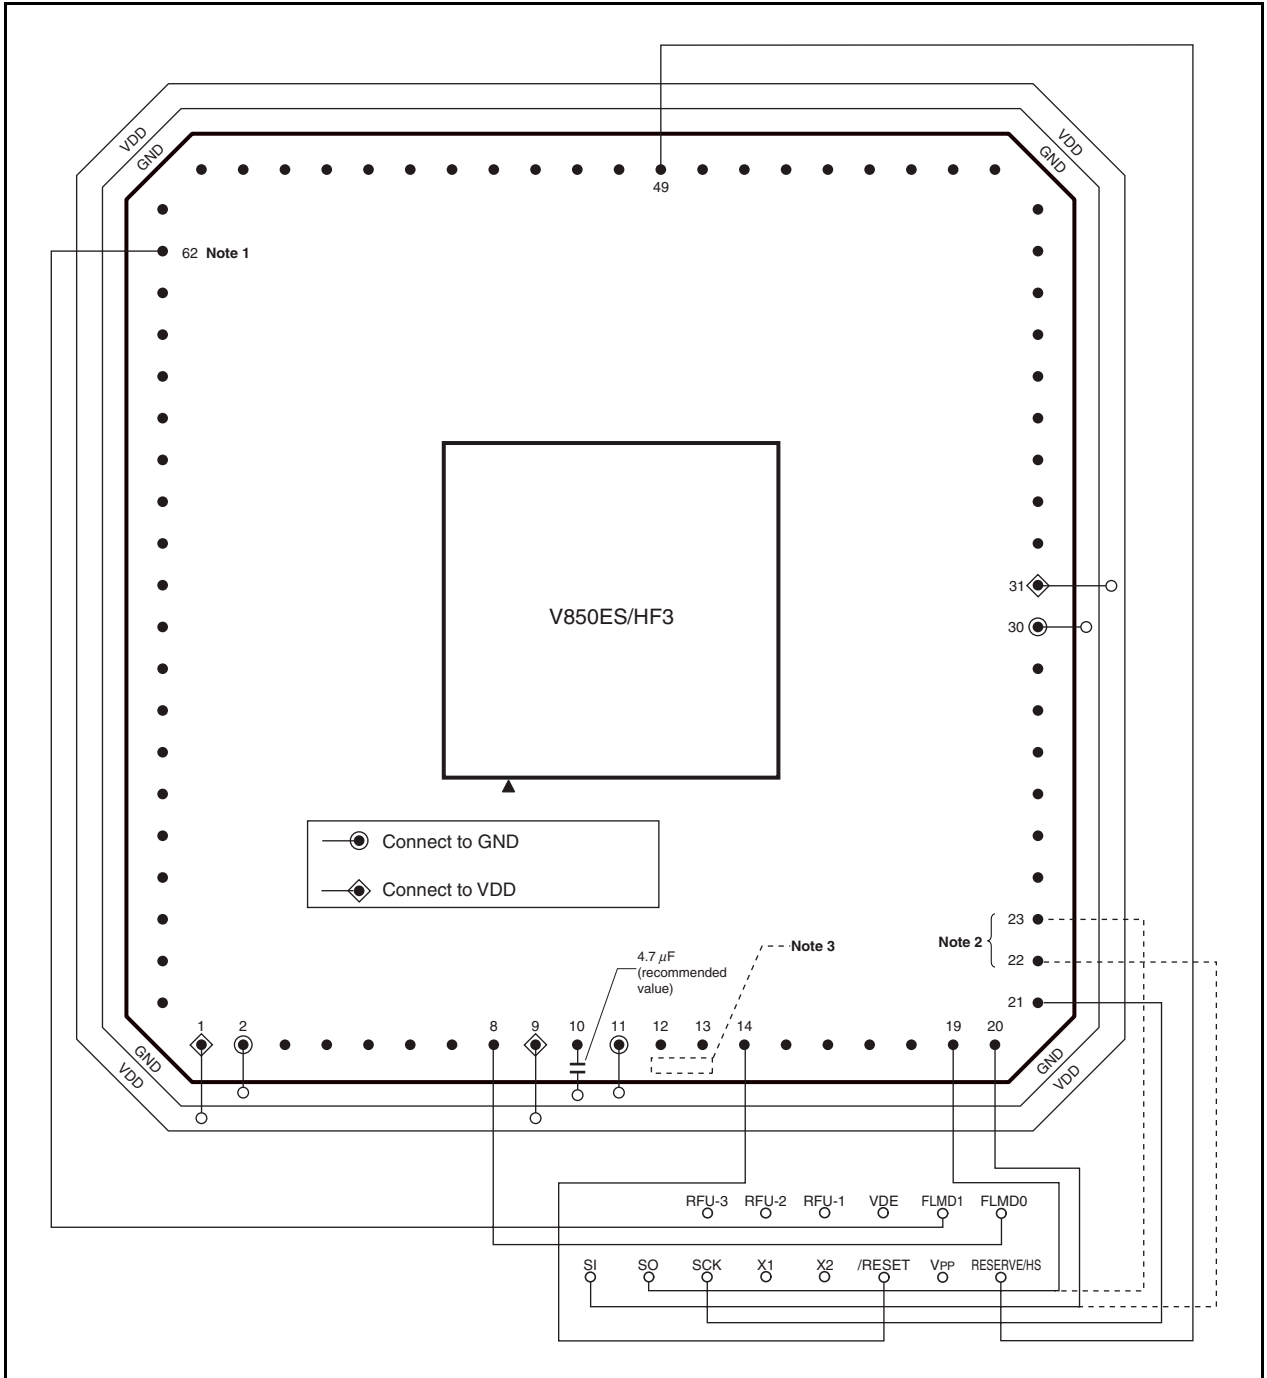 VDD
GND
VDD
GND
49
62 Note 1
31
V850ES/HF3
30
Connect to GND
Connect to VDD
23
Note 2
22
21
Note 3
4.7 μF
(recommended
value)
1 2 8 9 10 11 12 13 14 19 20
GND
VDD
GND
VDD
RFU-3 RFU-2 RFU-1 VDE FLMD1 FLMD0
SI SO SCK X1 X2 /RESET VPP RESERVE/HS